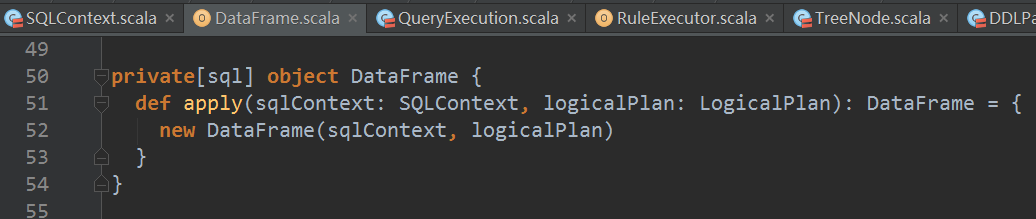 SQLContext.scala × DataFrame.scala × QueryExecution.scala × RuleExecutor.scala × TreeNode.scala × DDLPa
49
50 private[sql] object DataFrame {
51 def apply(sqlContext: SQLContext, logicalPlan: LogicalPlan): DataFrame = {
52 new DataFrame(sqlContext, logicalPlan)
53 }
54 }
55